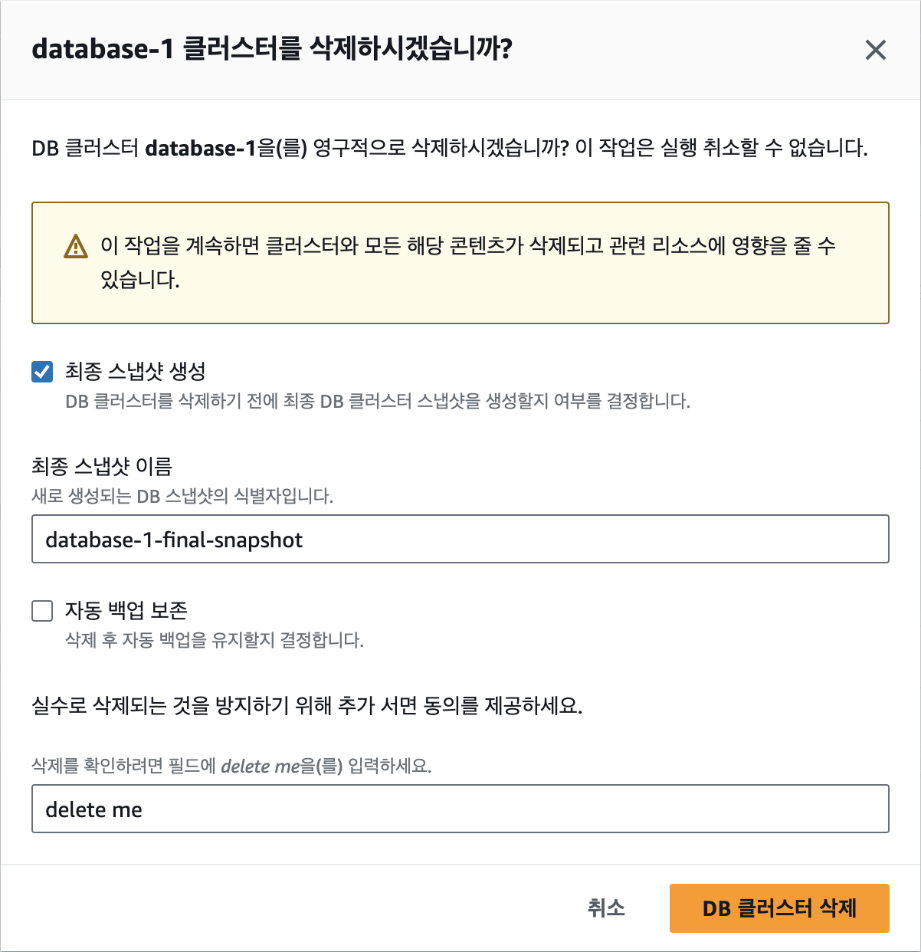 database-1 클러스터를 삭제하시겠습니까?
DB 클러스터 database-1을(를) 영구적으로 삭제하시겠습니까? 이 작업은 실행 취소할 수 없습니다.
이 작업을 계속하면 클러스터와 모든 해당 콘텐츠가 삭제되고 관련 리소스에 영향을 줄 수
있습니다.
최종 스냅샷 생성
DB 클러스터를 삭제하기 전에 최종 DB 클러스터 스냅샷을 생성할지 여부를 결정합니다.
최종 스냅샷 이름
새로 생성되는 DB 스냅샷의 식별자입니다.
database-1-final-snapshot
자동 백업 보존
삭제 후 자동 백업을 유지할지 결정합니다.
실수로 삭제되는 것을 방지하기 위해 추가 서면 동의를 제공하세요.
삭제를 확인하려면 필드에 delete me을(를) 입력하세요.
delete me
취소
DB 클러스터 삭제